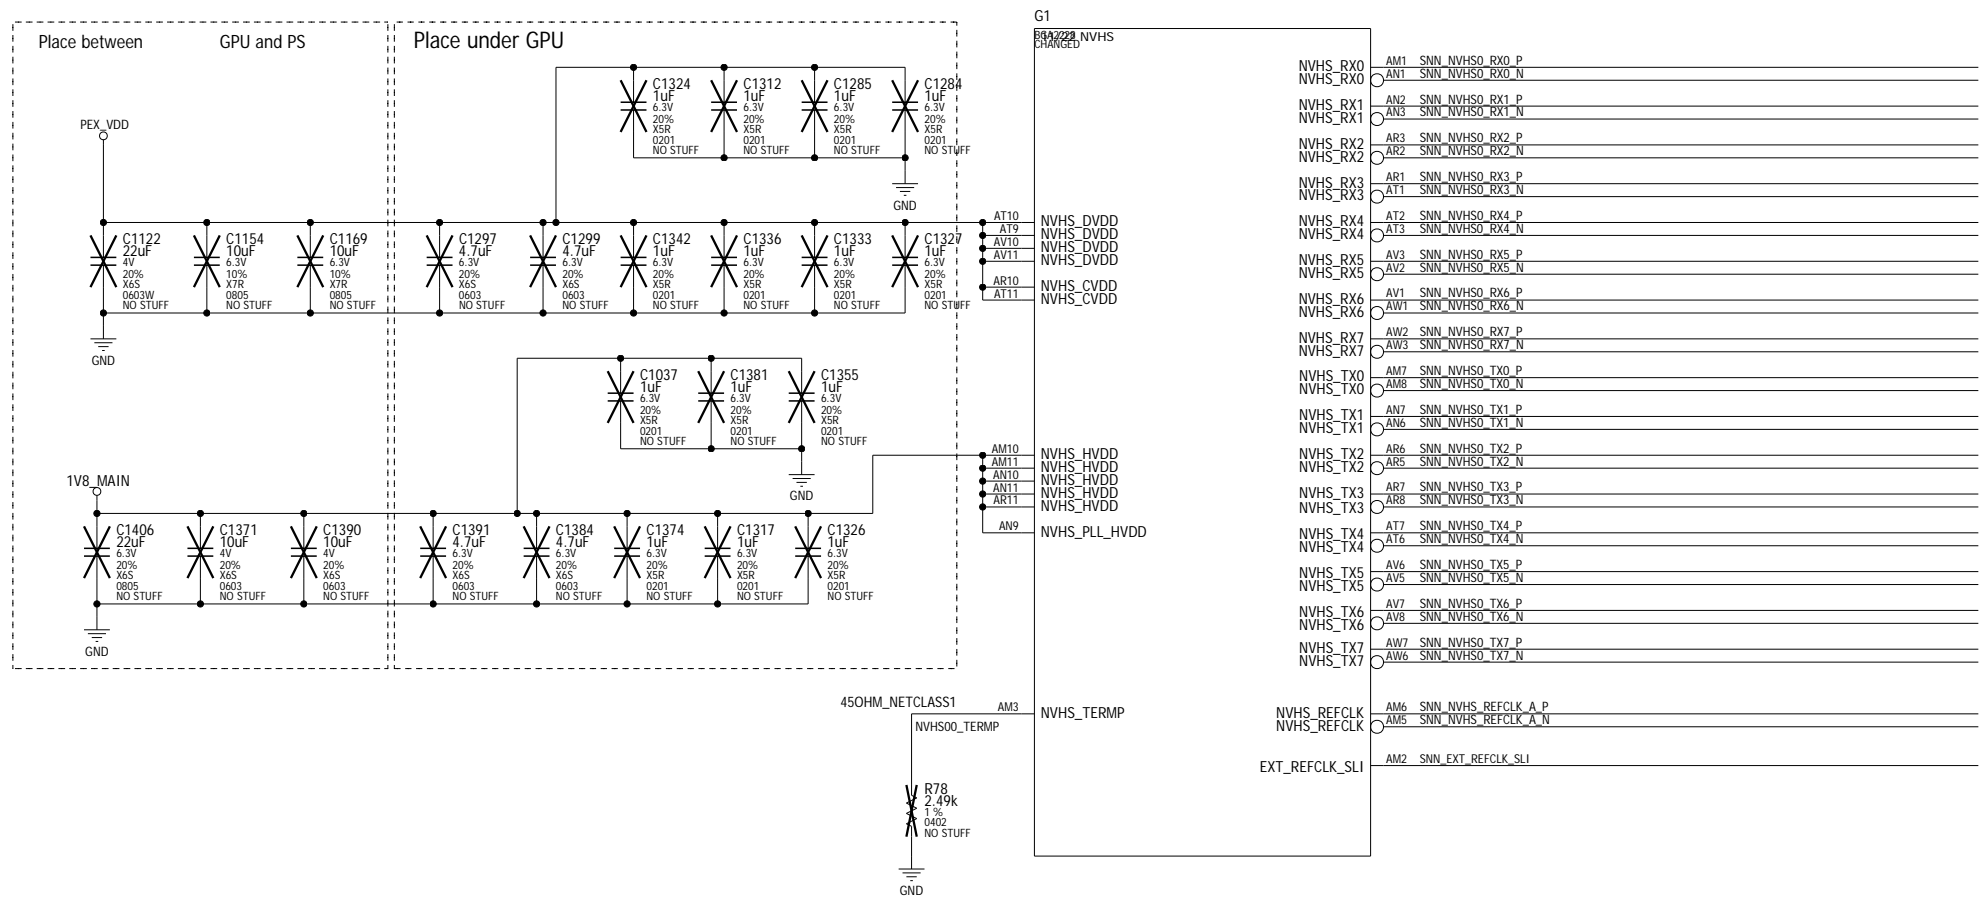 Place between GPU and PS
Place under GPU
G1
CHANGED
PEX_VDD
C1324
1uF
6.3V
20%
X5R
0201
NO STUFF
C1312
1uF
6.3V
20%
X5R
0201
NO STUFF
C1285
1uF
6.3V
20%
X5R
0201
NO STUFF
C1284
1uF
6.3V
20%
X5R
0201
NO STUFF
GND
C1122
22uF
4V
20%
X6S
0603W
NO STUFF
C1154
10uF
6.3V
10%
X7R
0805
NO STUFF
C1169
10uF
6.3V
10%
X7R
0805
NO STUFF
C1297
4.7uF
6.3V
20%
X6S
0603
NO STUFF
C1299
4.7uF
6.3V
20%
X6S
0603
NO STUFF
C1342
1uF
6.3V
20%
X5R
0201
NO STUFF
C1336
1uF
6.3V
20%
X5R
0201
NO STUFF
C1333
1uF
6.3V
20%
X5R
0201
NO STUFF
C1327
1uF
6.3V
20%
X5R
0201
NO STUFF
GND
C1037
1uF
6.3V
20%
X5R
0201
NO STUFF
C1381
1uF
6.3V
20%
X5R
0201
NO STUFF
C1355
1uF
6.3V
20%
X5R
0201
NO STUFF
GND
1V8_MAIN
C1406
22uF
6.3V
20%
X6S
0805
NO STUFF
C1371
10uF
4V
20%
X6S
0603
NO STUFF
C1390
10uF
4V
20%
X6S
0603
NO STUFF
C1391
4.7uF
6.3V
20%
X6S
0603
NO STUFF
C1384
4.7uF
6.3V
20%
X6S
0603
NO STUFF
C1374
1uF
6.3V
20%
X5R
0201
NO STUFF
C1317
1uF
6.3V
20%
X5R
0201
NO STUFF
C1326
1uF
6.3V
20%
X5R
0201
NO STUFF
GND
AT10 NVHS_DVDD
AT9 NVHS_DVDD
AV10 NVHS_DVDD
AV11 NVHS_DVDD
AR10 NVHS_CVDD
AT11 NVHS_CVDD
AM10 NVHS_HVDD
AM11 NVHS_HVDD
AN10 NVHS_HVDD
AN11 NVHS_HVDD
AR11 NVHS_HVDD
AN9 NVHS_PLL_HVDD
45OHM_NETCLASS1
AM3 NVHS_TERMP
NVHS00_TERMP
R78
2.49k
1 %
0402
NO STUFF
GND
NVHS_RX0 AM1 SNN_NVHS0_RX0_P
NVHS_RX0 AN1 SNN_NVHS0_RX0_N
NVHS_RX1 AN2 SNN_NVHS0_RX1_P
NVHS_RX1 AN3 SNN_NVHS0_RX1_N
NVHS_RX2 AR3 SNN_NVHS0_RX2_P
NVHS_RX2 AR2 SNN_NVHS0_RX2_N
NVHS_RX3 AR1 SNN_NVHS0_RX3_P
NVHS_RX3 AT1 SNN_NVHS0_RX3_N
NVHS_RX4 AT2 SNN_NVHS0_RX4_P
NVHS_RX4 AT3 SNN_NVHS0_RX4_N
NVHS_RX5 AV3 SNN_NVHS0_RX5_P
NVHS_RX5 AV2 SNN_NVHS0_RX5_N
NVHS_RX6 AV1 SNN_NVHS0_RX6_P
NVHS_RX6 AW1 SNN_NVHS0_RX6_N
NVHS_RX7 AW2 SNN_NVHS0_RX7_P
NVHS_RX7 AW3 SNN_NVHS0_RX7_N
NVHS_TX0 AM7 SNN_NVHS0_TX0_P
NVHS_TX0 AM8 SNN_NVHS0_TX0_N
NVHS_TX1 AN7 SNN_NVHS0_TX1_P
NVHS_TX1 AN6 SNN_NVHS0_TX1_N
NVHS_TX2 AR6 SNN_NVHS0_TX2_P
NVHS_TX2 AR5 SNN_NVHS0_TX2_N
NVHS_TX3 AR7 SNN_NVHS0_TX3_P
NVHS_TX3 AR8 SNN_NVHS0_TX3_N
NVHS_TX4 AT7 SNN_NVHS0_TX4_P
NVHS_TX4 AT6 SNN_NVHS0_TX4_N
NVHS_TX5 AV6 SNN_NVHS0_TX5_P
NVHS_TX5 AV5 SNN_NVHS0_TX5_N
NVHS_TX6 AV7 SNN_NVHS0_TX6_P
NVHS_TX6 AV8 SNN_NVHS0_TX6_N
NVHS_TX7 AW7 SNN_NVHS0_TX7_P
NVHS_TX7 AW6 SNN_NVHS0_TX7_N
NVHS_REFCLK AM6 SNN_NVHS_REFCLK_A_P
NVHS_REFCLK AM5 SNN_NVHS_REFCLK_A_N
EXT_REFCLK_SLI AM2 SNN_EXT_REFCLK_SLI